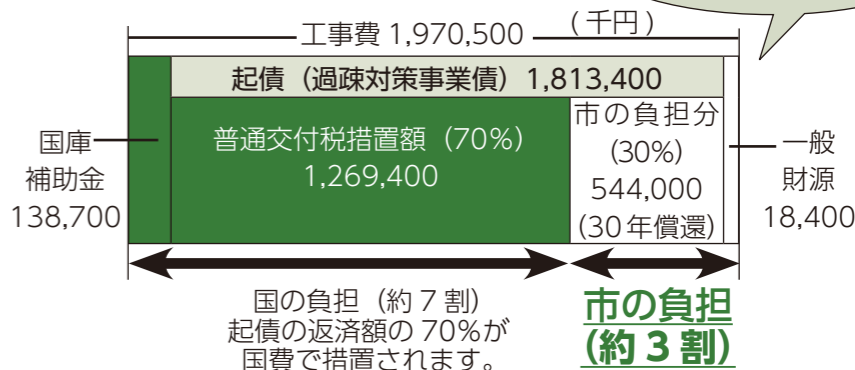 工事費 1,970,500
(千円)
起債（過疎対策事業債）1,813,400
国庫
補助金
138,700
普通交付税措置額（70%）
1,269,400
市の負担分
(30%)
544,000
(30年償還)
一般
財源
18,400
国の負担（約7割）
起債の返済額の70%が
国費で措置されます。
市の負担
(約3割)